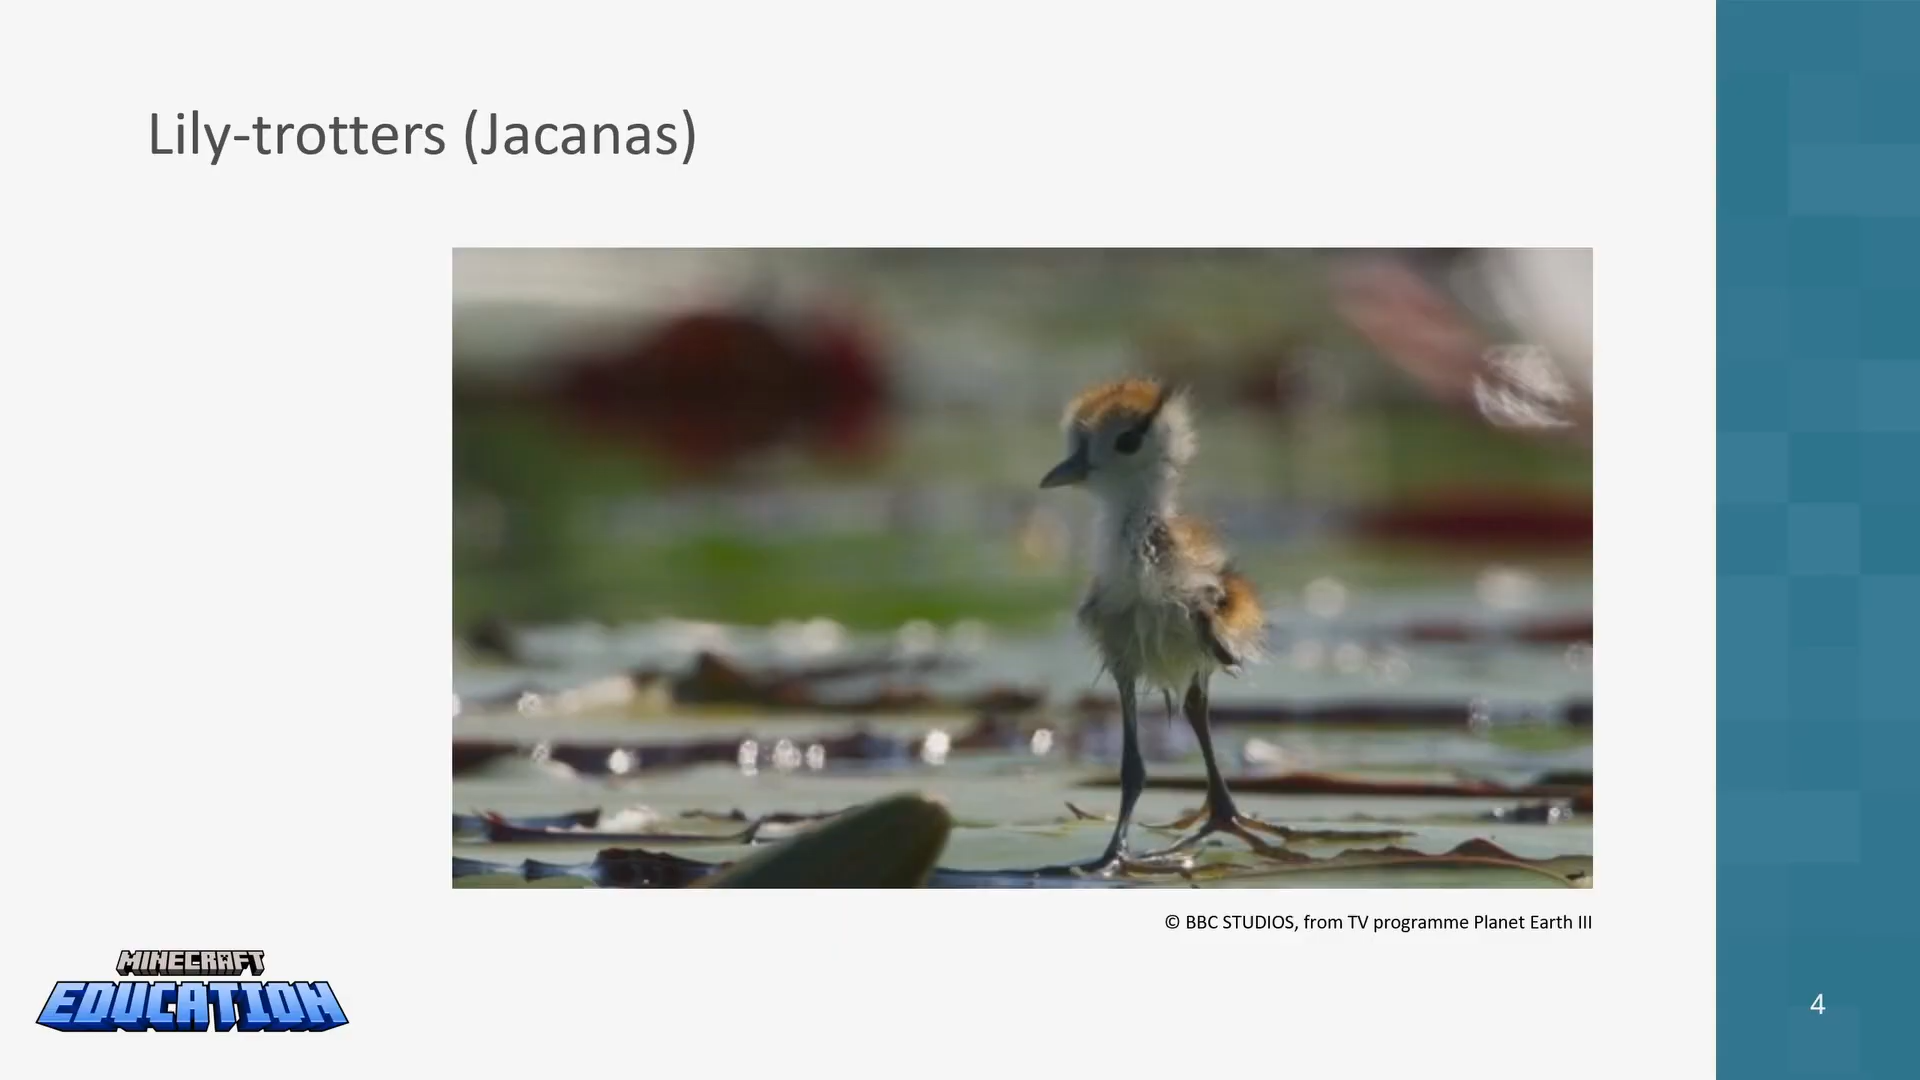 Lily-trotters (Jacanas)
© BBC STUDIOS, from TV programme Planet Earth III
MINECRAFT
EDUCATION
4